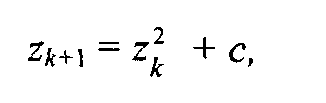 z_{k+1} = z_k^2 + c,